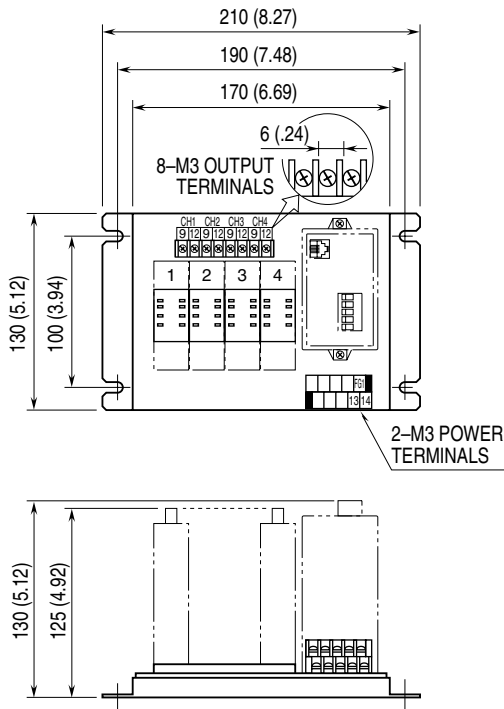 210 (8.27)
190 (7.48)
170 (6.69)
6 (.24)
8–M3 OUTPUT
TERMINALS
CH1 CH2 CH3 CH4
9 12 9 12 9 12 9 12
1 2 3 4
130 (5.12)
100 (3.94)
FG1
13 14
2–M3 POWER
TERMINALS
130 (5.12)
125 (4.92)